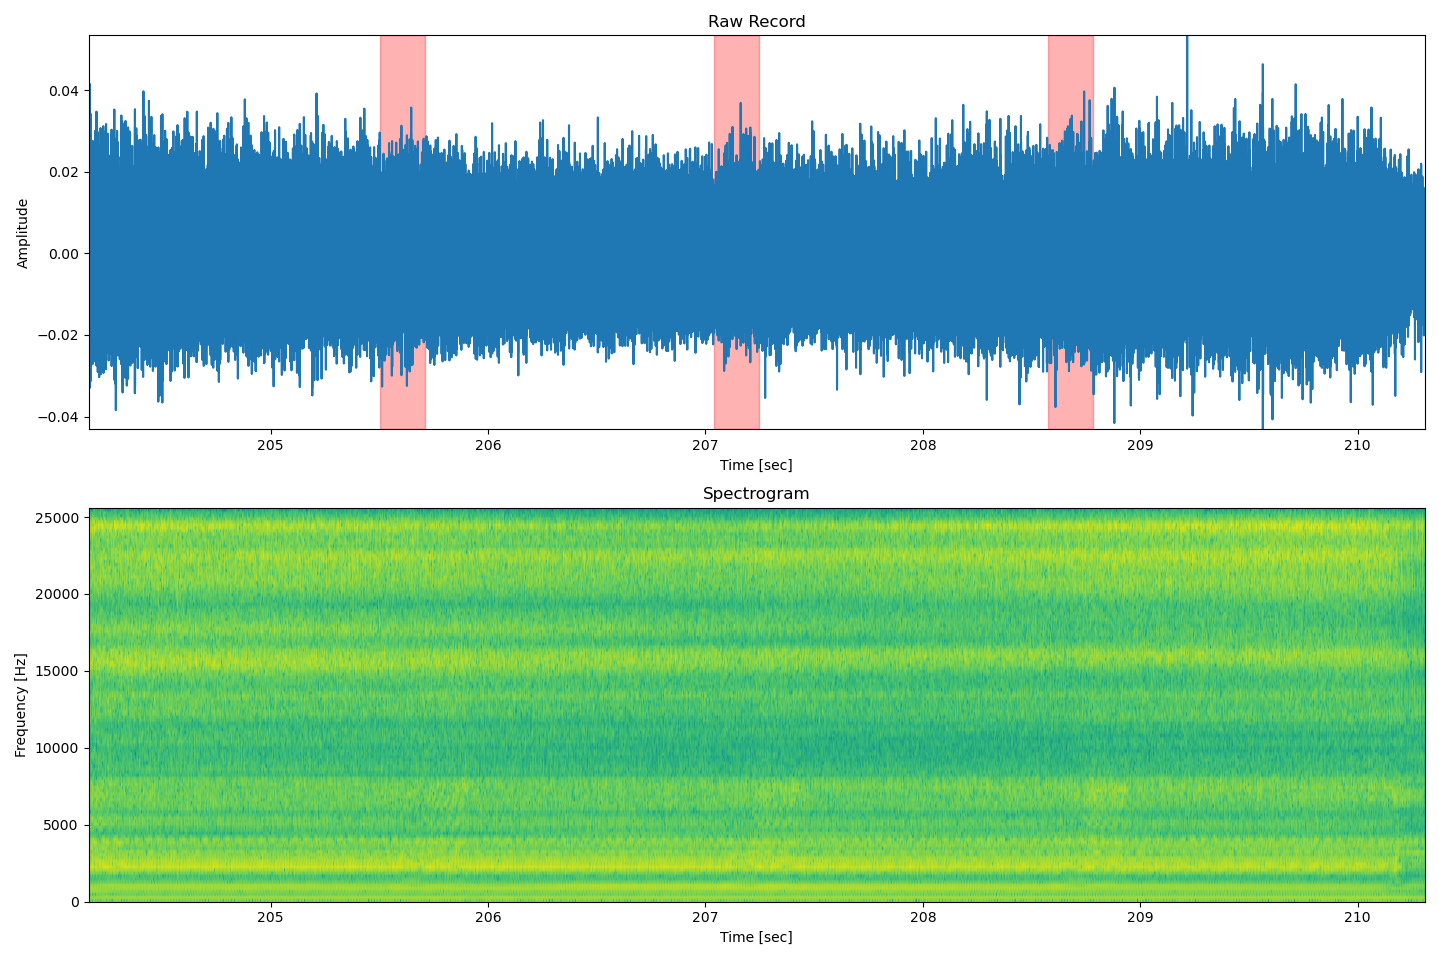 Raw Record
0.04
0.02
0.00
−0.02
−0.04
Amplitude
205 206 207 208 209 210
Time [sec]
Spectrogram
25000
20000
15000
10000
5000
0
Frequency [Hz]
205 206 207 208 209 210
Time [sec]